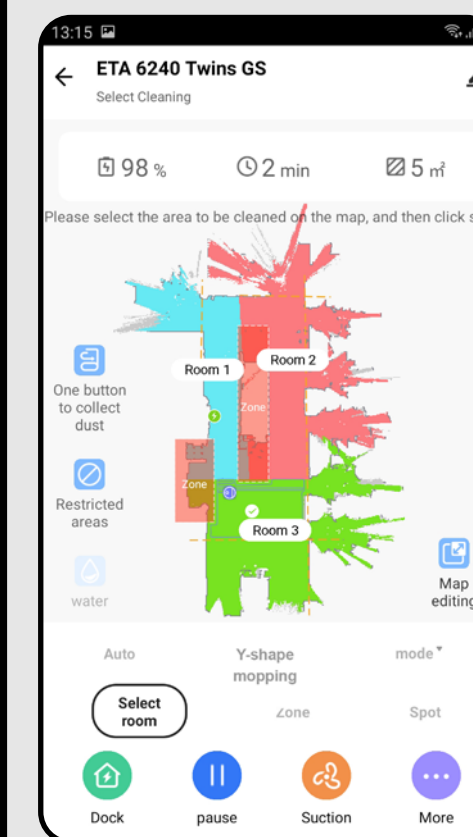 13:15
ETA 6240 Twins GS
Select Cleaning
98 %
2 min
5 ㎡
Please select the area to be cleaned on the map, and then click s
Room 1
Room 2
Zone
One button
to collect
dust
Zone
Restricted
areas
Room 3
water
Map
editing
Auto
Y-shape
mopping
mode
Select
room
Zone
Spot
Dock
pause
Suction
More